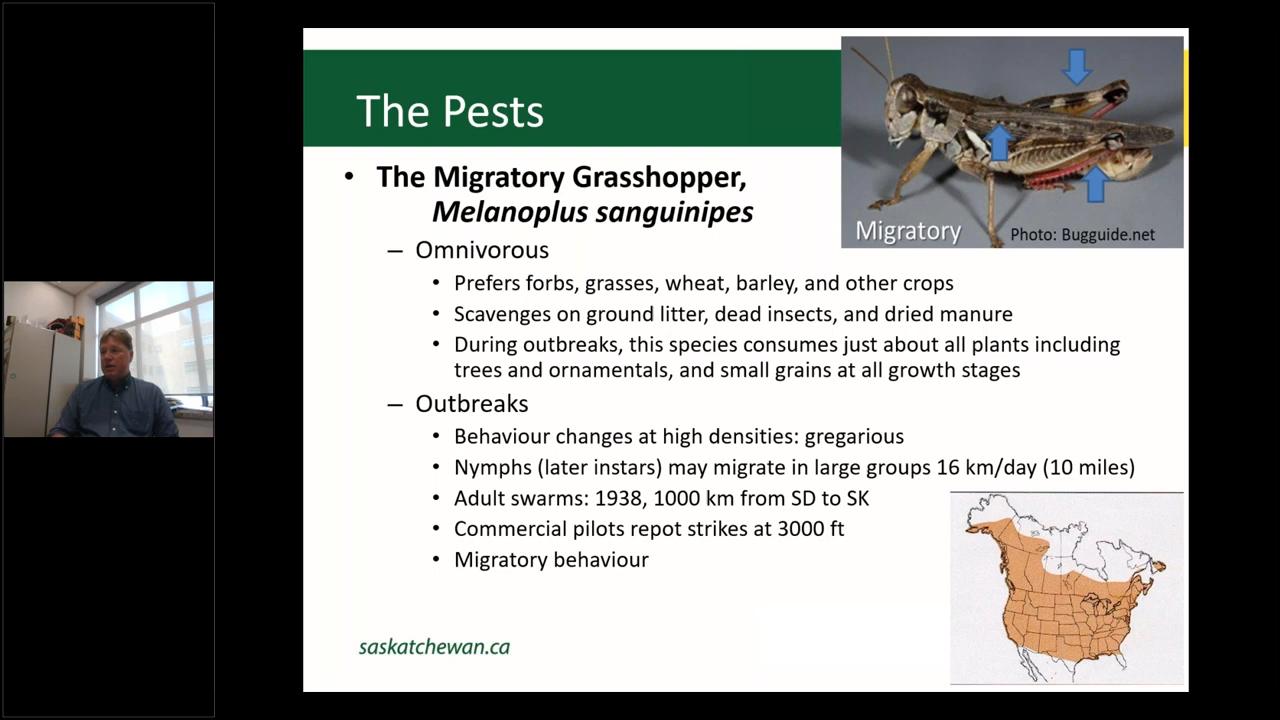 The Pests
• The Migratory Grasshopper,
Melanoplus sanguinipes
– Omnivorous
• Prefers forbs, grasses, wheat, barley, and other crops
• Scavenges on ground litter, dead insects, and dried manure
• During outbreaks, this species consumes just about all plants including
trees and ornamentals, and small grains at all growth stages
– Outbreaks
• Behaviour changes at high densities: gregarious
• Nymphs (later instars) may migrate in large groups 16 km/day (10 miles)
• Adult swarms: 1938, 1000 km from SD to SK
• Commercial pilots repot strikes at 3000 ft
• Migratory behaviour
Migratory
Photo: Bugguide.net
saskatchewan.ca